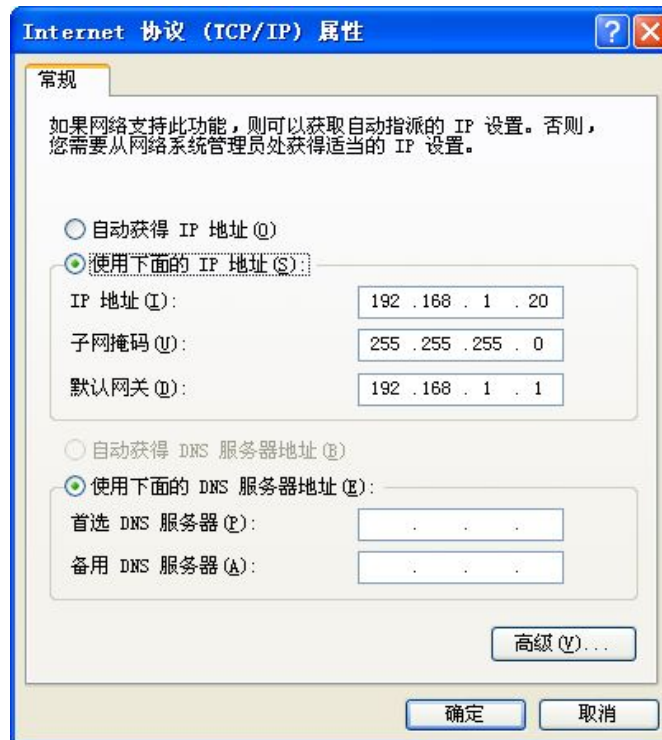 Internet 协议 (TCP/IP) 属性
常规
如果网络支持此功能，则可以获取自动指派的 IP 设置。否则，
您需要从网络系统管理员处获得适当的 IP 设置。
自动获得 IP 地址(O)
使用下面的 IP 地址(S):
IP 地址(I): 192 .168 . 1 . 20
子网掩码(U): 255 .255 .255 . 0
默认网关(D): 192 .168 . 1 . 1
自动获得 DNS 服务器地址(B)
使用下面的 DNS 服务器地址(E):
首选 DNS 服务器(P): . . .
备用 DNS 服务器(A): . . .
高级(V)...
确定 取消